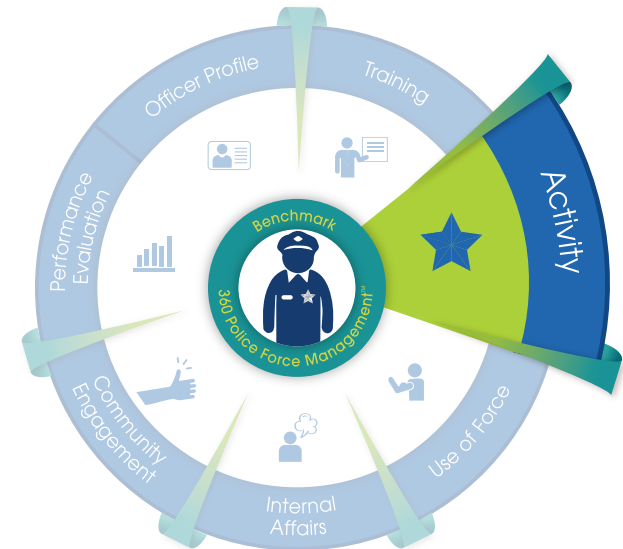 Officer Profile
Training
Activity
Use of Force
Internal
Affairs
Community
Engagement
Performance
Evaluation
Benchmark
360 Police Force Management™